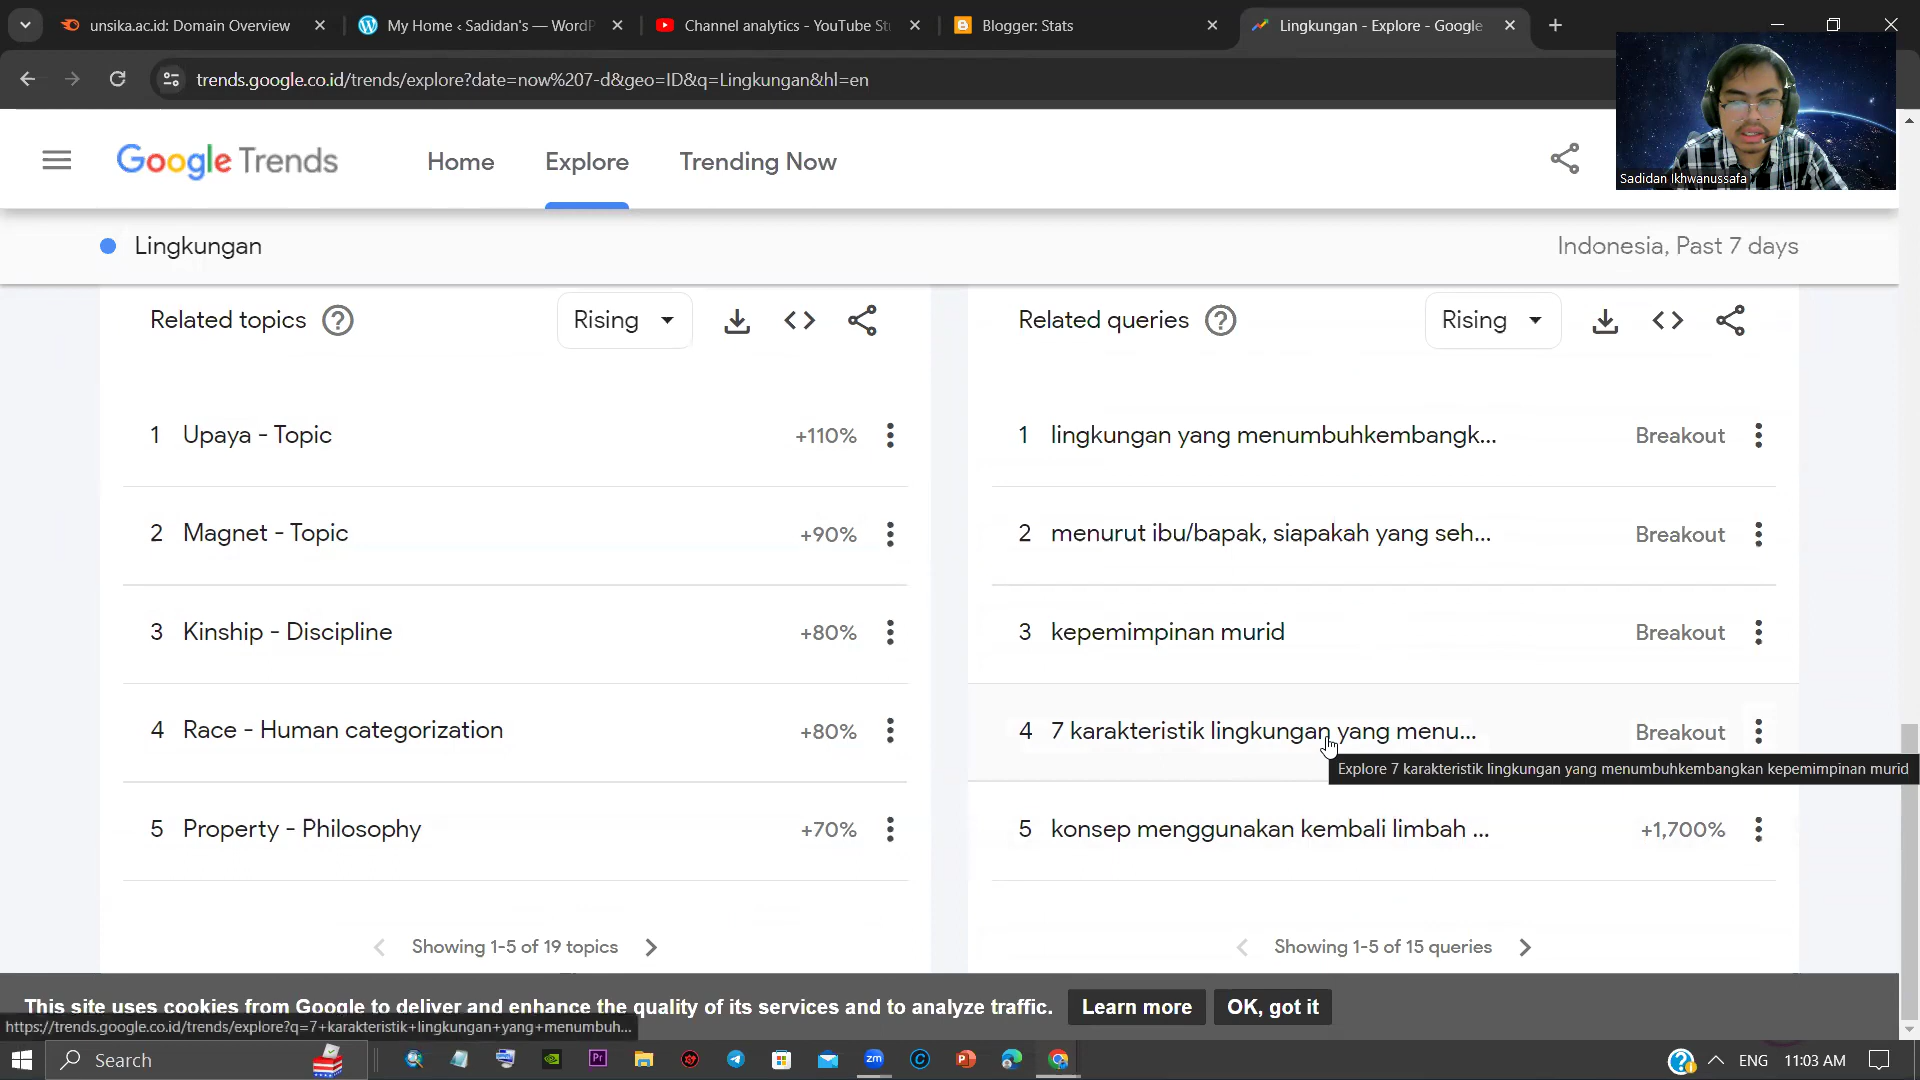 unsika.ac.id: Domain Overview
My Home ‹ Sadidan's — WordP
Channel analytics - YouTube St
Blogger: Stats
Lingkungan - Explore - Google
trends.google.co.id/trends/explore?date=now%207-d&geo=ID&q=Lingkungan&hl=en
Google Trends
Home
Explore
Trending Now
Sadidan Ikhwanussafa
Lingkungan
Indonesia, Past 7 days
Related topics
Rising
1 Upaya - Topic +110%
2 Magnet - Topic +90%
3 Kinship - Discipline +80%
4 Race - Human categorization +80%
5 Property - Philosophy +70%
Showing 1-5 of 19 topics
Related queries
Rising
1 lingkungan yang menumbuhkembangk... Breakout
2 menurut ibu/bapak, siapakah yang seh... Breakout
3 kepemimpinan murid Breakout
4 7 karakteristik lingkungan yang menu... Breakout
Explore 7 karakteristik lingkungan yang menumbuhkembangkan kepemimpinan murid
5 konsep menggunakan kembali limbah ... +1,700%
Showing 1-5 of 15 queries
This site uses cookies from Google to deliver and enhance the quality of its services and to analyze traffic.
Learn more
OK, got it
https://trends.google.co.id/trends/explore?q=7+karakteristik+lingkungan+yang+menumbuh...
Search
Pr
zm
ENG
11:03 AM